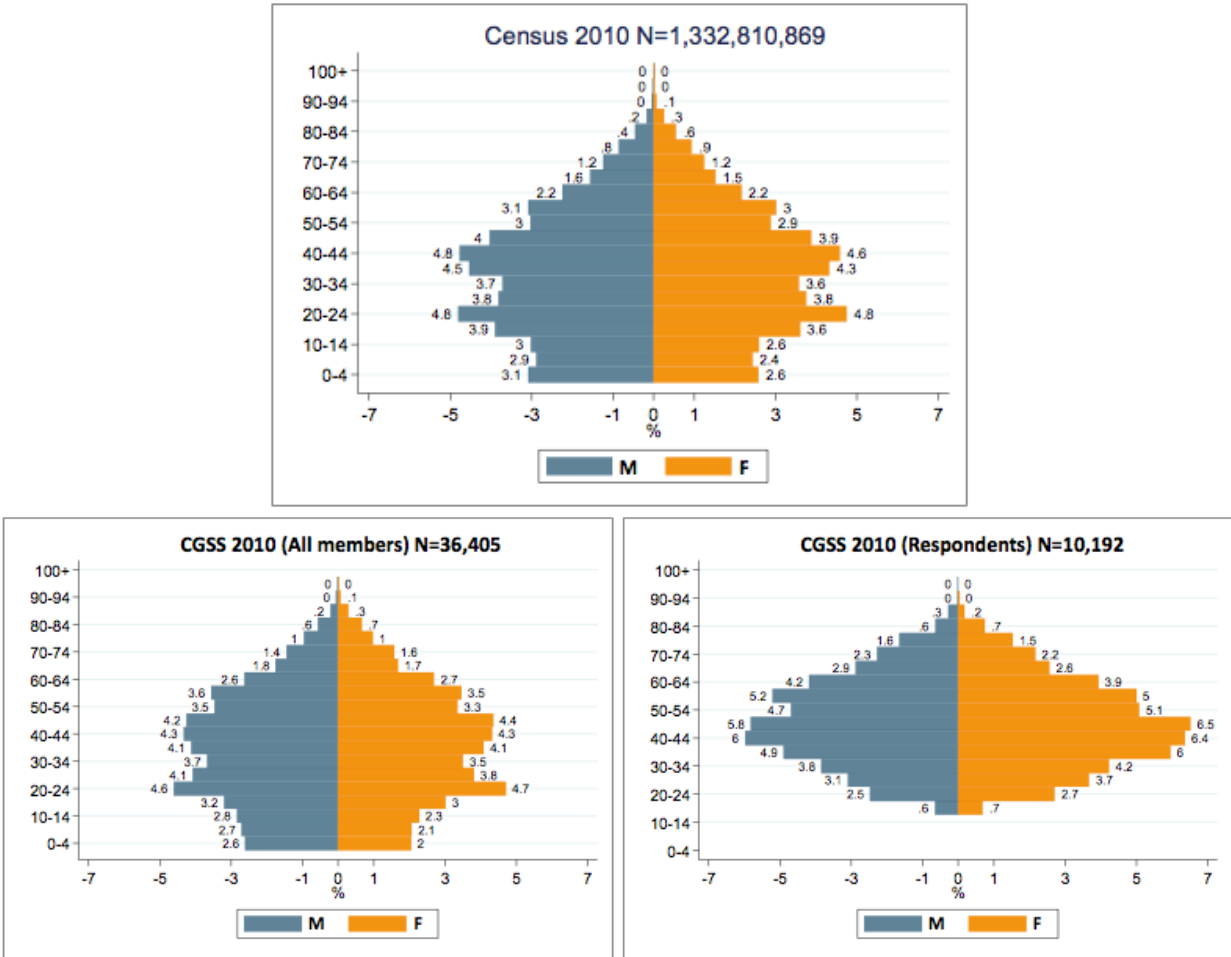 Census 2010 N=1,332,810,869
100+ 0 0
0 0
90-94 0 .1
.2 .3
80-84 .4 .6
.8 .9
70-74 1.2 1.2
1.6 1.5
60-64 2.2 2.2
3.1 3
50-54 3 2.9
4 3.9
40-44 4.8 4.6
4.5 4.3
30-34 3.7 3.6
3.8 3.8
20-24 4.8 4.8
3.9 3.6
10-14 3 2.6
2.9 2.4
0-4 3.1 2.6
-7 -5 -3 -1 0 1 3 5 7
%
M F
CGSS 2010 (All members) N=36,405
100+
0 0
90-94 0 .1
.2 .3
80-84 .6 .7
1 1
70-74 1.4 1.6
1.8 1.7
60-64 2.6 2.7
3.6 3.5
50-54 3.5 3.3
4.2 4.4
40-44 4.3 4.3
4.1 4.1
30-34 3.7 3.5
4.1 3.8
20-24 4.6 4.7
3.2 3
10-14 2.8 2.3
2.7 2.1
0-4 2.6 2
-7 -5 -3 -1 0 1 3 5 7
%
M F
CGSS 2010 (Respondents) N=10,192
100+
0 0
90-94 0 0
.3 .2
80-84 .6 .7
1.6 1.5
70-74 2.3 2.2
2.9 2.6
60-64 4.2 3.9
5.2 5
50-54 4.7 5.1
5.8 6.5
40-44 6 6.4
4.9 6
30-34 3.8 4.2
3.1 3.7
20-24 2.5 2.7
.6 .7
10-14
0-4
-7 -5 -3 -1 0 1 3 5 7
%
M F